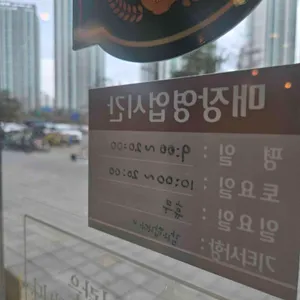 매장영업시간
평 일 : 9:00~20:00
토요일 : 10:00~20:00
일요일 : 휴무
기타사항 :